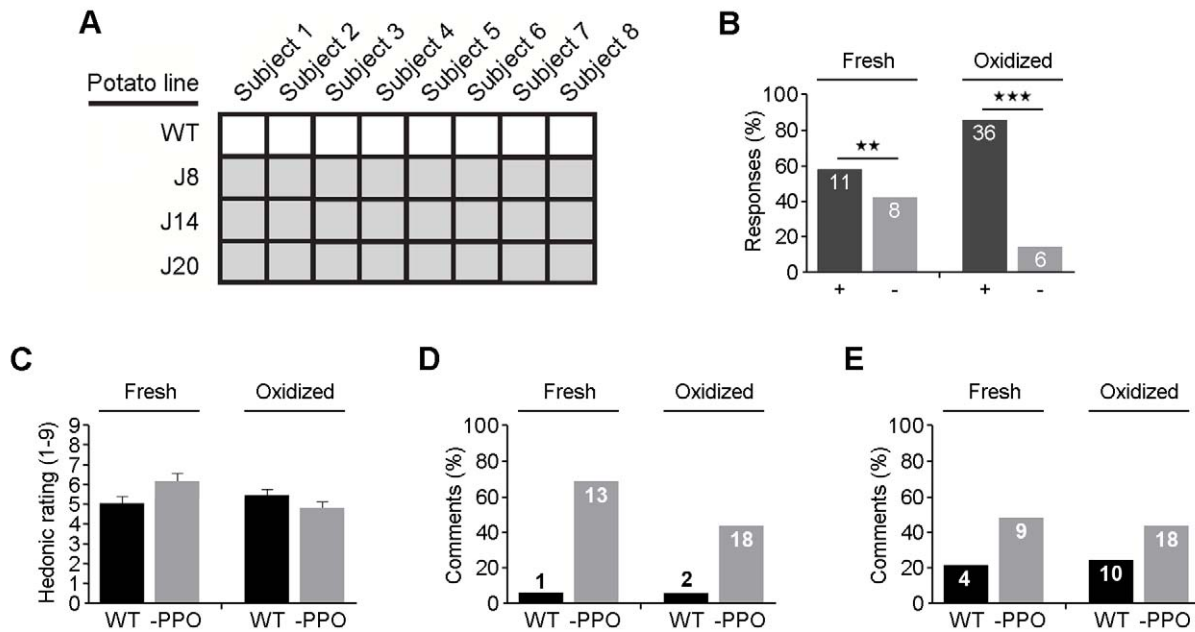 A
Subject 1
Subject 2
Subject 3
Subject 4
Subject 5
Subject 6
Subject 7
Subject 8
Potato line
WT
J8
J14
J20
B
Fresh Oxidized
★★ ★★★
Responses (%)
100
80
60
40
20
0
11 8 36 6
+ - + -
C
Fresh Oxidized
Hedonic rating (1-9)
9
8
7
6
5
4
3
2
1
0
WT -PPO WT -PPO
D
Fresh Oxidized
Comments (%)
100
80
60
40
20
0
1 13 2 18
WT -PPO WT -PPO
E
Fresh Oxidized
Comments (%)
100
80
60
40
20
0
4 9 10 18
WT -PPO WT -PPO